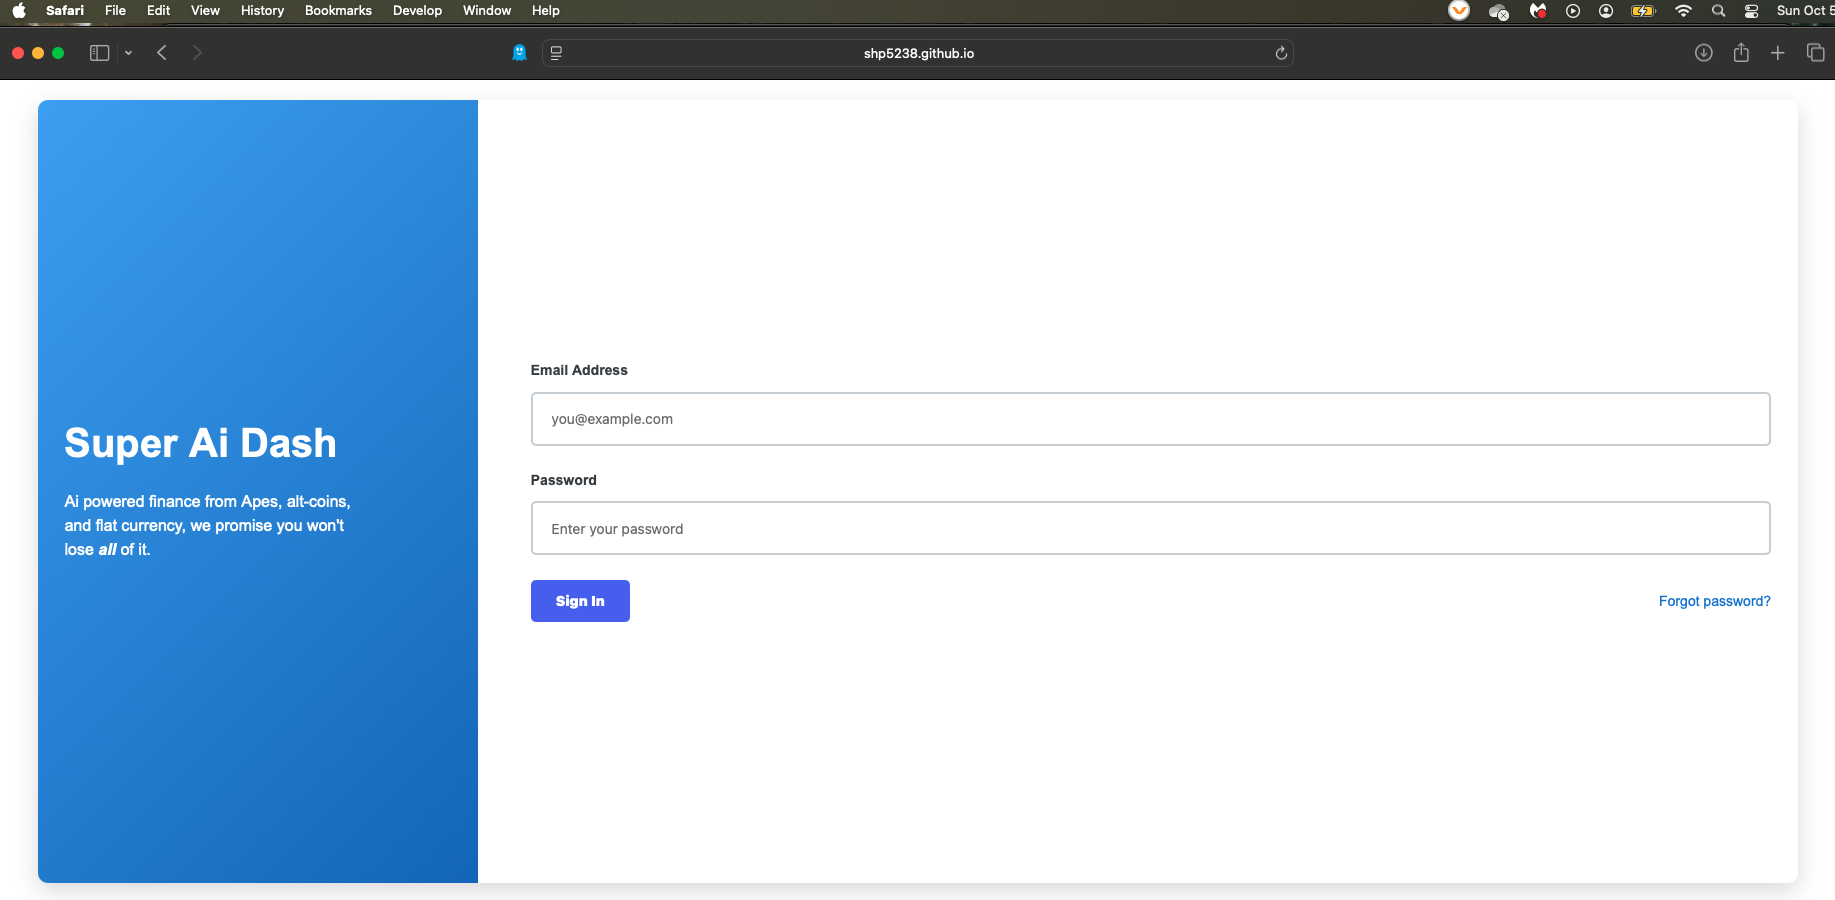 Safari File Edit View History Bookmarks Develop Window Help Sun Oct 5
shp5238.github.io
Super Ai Dash
Ai powered finance from Apes, alt-coins,
and flat currency, we promise you won't
lose all of it.
Email Address
you@example.com
Password
Enter your password
Sign In Forgot password?